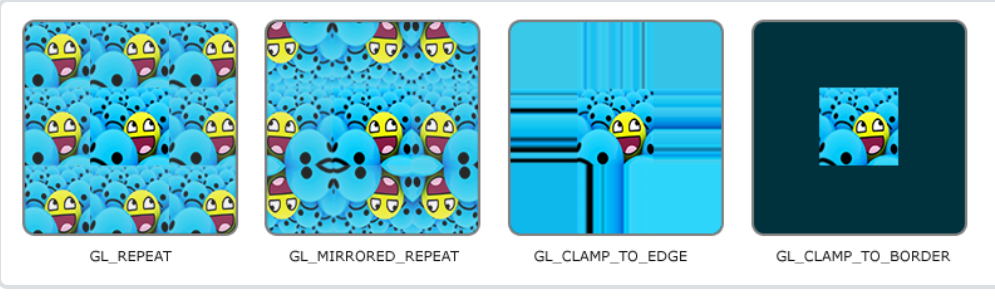 GL_REPEAT
GL_MIRRORED_REPEAT
GL_CLAMP_TO_EDGE
GL_CLAMP_TO_BORDER